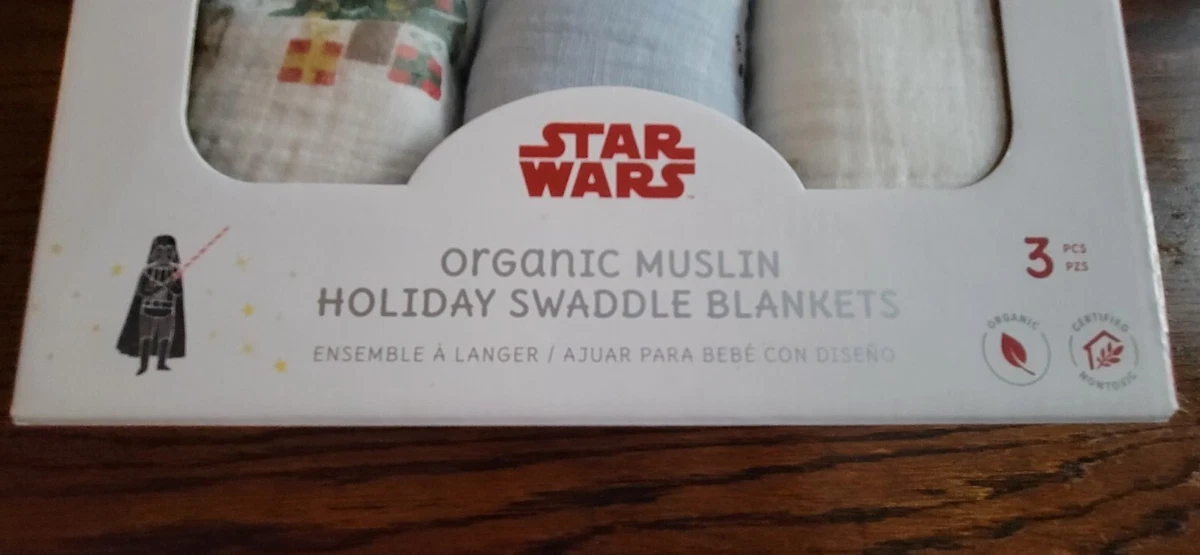 STAR
WARS
organic MUSLIN
HOLIDAY SWADDLE BLANKETS
ENSEMBLE À LANGER / AJUAR PARA BEBÉ CON DISEÑO
3 PCS
PZS
ORGANIC
CERTIFIED
NONTOXIC